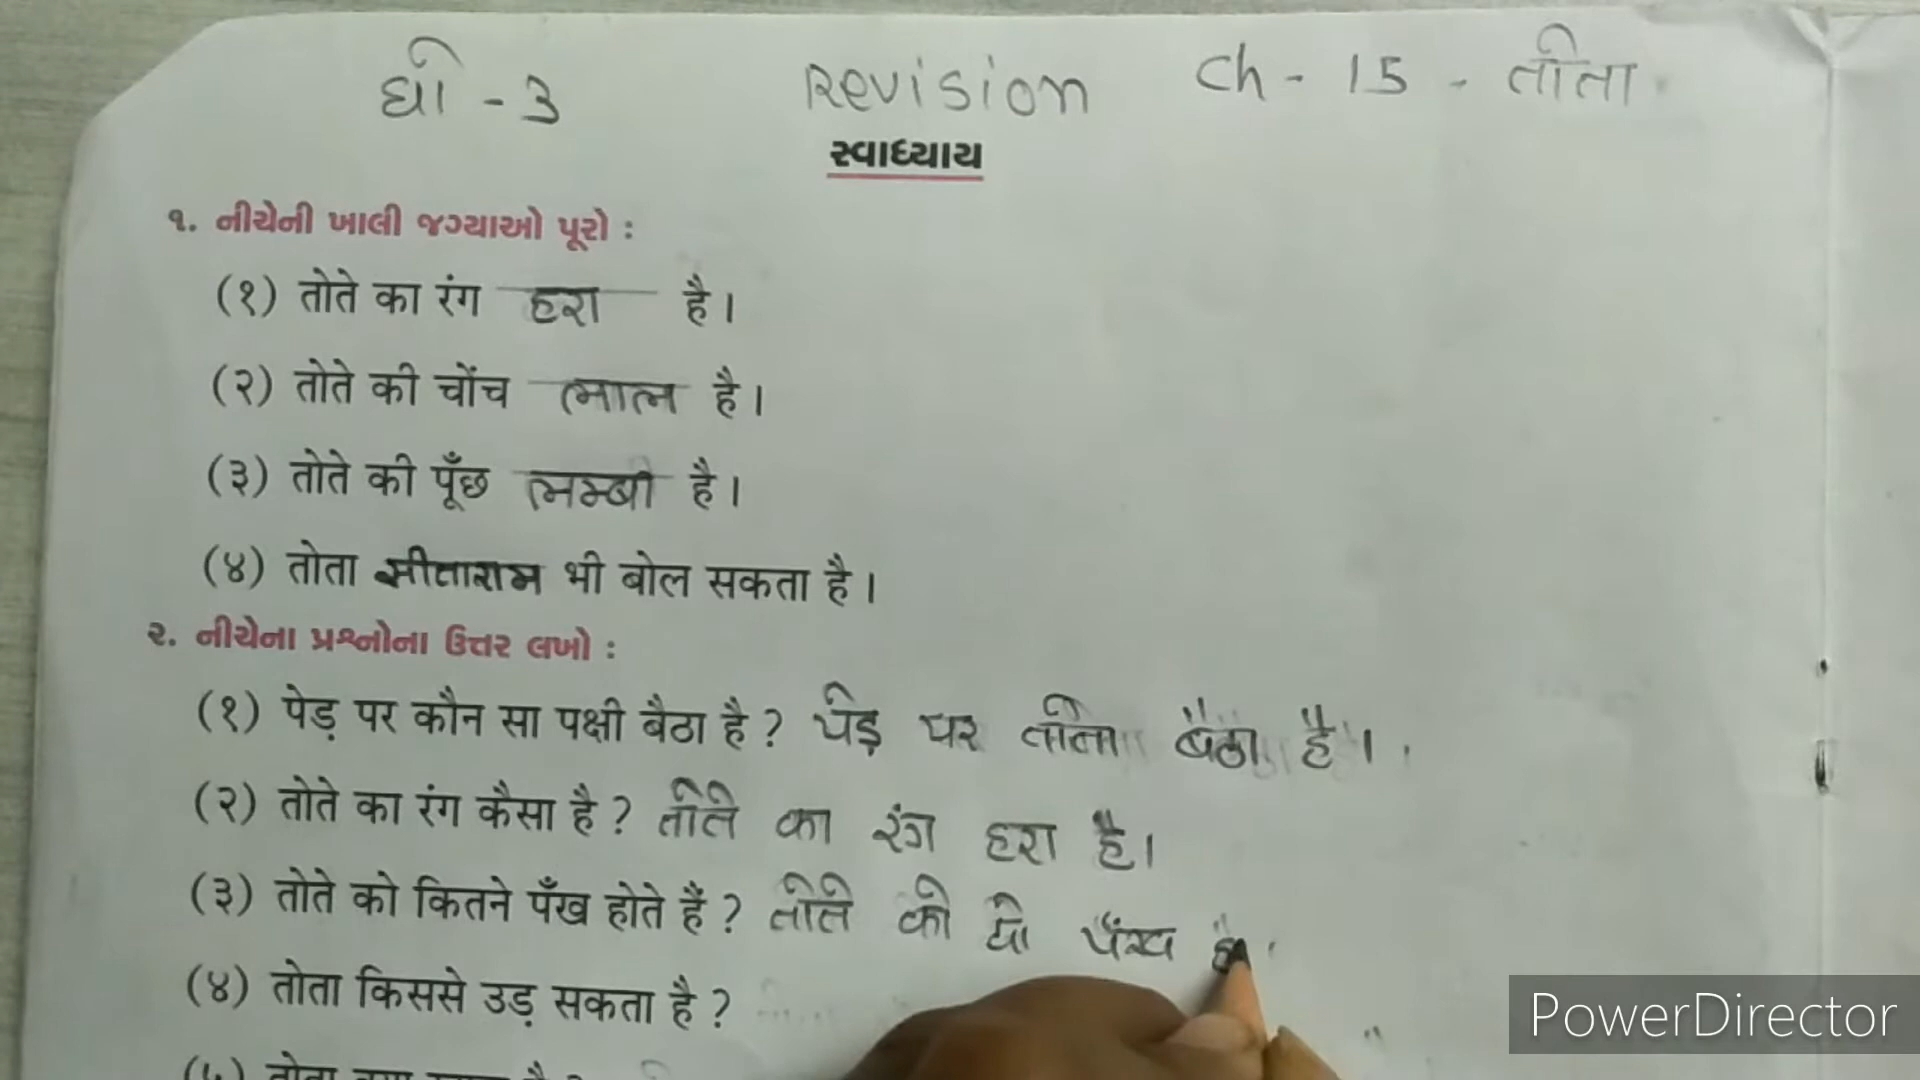 ધો - 3 Revision Ch - 15 - तोता
સ્વાધ્યાય
૧. નીચેની ખાલી જગ્યાઓ પૂરો :
(१) तोते का रंग हरा है।
(२) तोते की चोंच लाल है।
(३) तोते की पूँछ लम्बी है।
(४) तोता सीताराम भी बोल सकता है।
૨. નીચેના પ્રશ્નોના ઉત્તર લખો :
(१) पेड़ पर कौन सा पक्षी बैठा है? पेड़ पर तोता बैठा है।
(२) तोते का रंग कैसा है? तोते का रंग हरा है।
(३) तोते को कितने पँख होते हैं? तोते को दो पंख
(४) तोता किससे उड़ सकता है?
PowerDirector